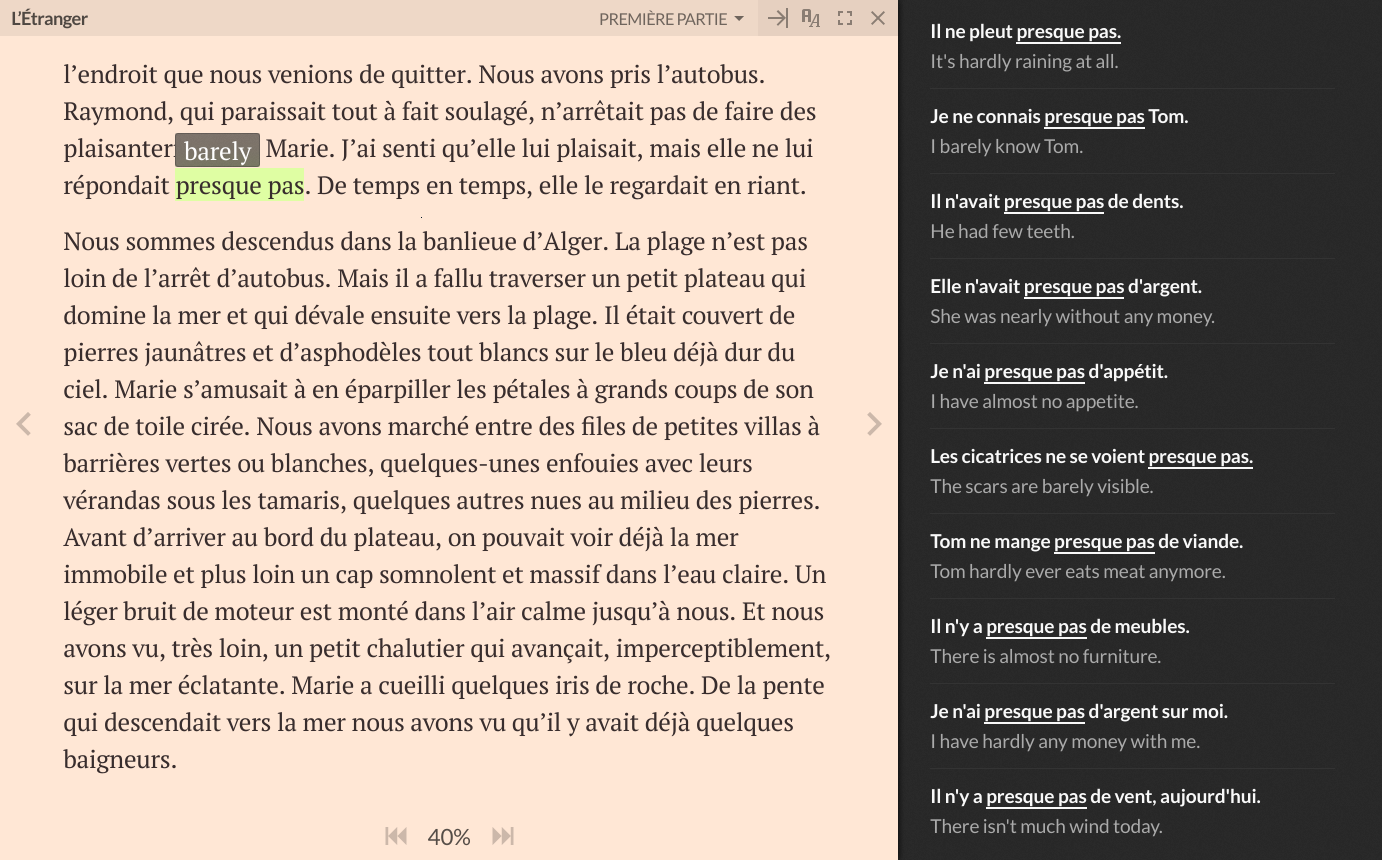 L’Étranger
PREMIÈRE PARTIE
l’endroit que nous venions de quitter. Nous avons pris l’autobus.
Raymond, qui paraissait tout à fait soulagé, n’arrêtait pas de faire des
plaisanter barely Marie. J’ai senti qu’elle lui plaisait, mais elle ne lui
répondait presque pas. De temps en temps, elle le regardait en riant.
Nous sommes descendus dans la banlieue d’Alger. La plage n’est pas
loin de l’arrêt d’autobus. Mais il a fallu traverser un petit plateau qui
domine la mer et qui dévale ensuite vers la plage. Il était couvert de
pierres jaunâtres et d’asphodèles tout blancs sur le bleu déjà dur du
ciel. Marie s’amusait à en éparpiller les pétales à grands coups de son
sac de toile cirée. Nous avons marché entre des files de petites villas à
barrières vertes ou blanches, quelques-unes enfouies avec leurs
vérandas sous les tamaris, quelques autres nues au milieu des pierres.
Avant d’arriver au bord du plateau, on pouvait voir déjà la mer
immobile et plus loin un cap somnolent et massif dans l’eau claire. Un
léger bruit de moteur est monté dans l’air calme jusqu’à nous. Et nous
avons vu, très loin, un petit chalutier qui avançait, imperceptiblement,
sur la mer éclatante. Marie a cueilli quelques iris de roche. De la pente
qui descendait vers la mer nous avons vu qu’il y avait déjà quelques
baigneurs.
40%
Il ne pleut presque pas.
It's hardly raining at all.
Je ne connais presque pas Tom.
I barely know Tom.
Il n'avait presque pas de dents.
He had few teeth.
Elle n'avait presque pas d'argent.
She was nearly without any money.
Je n'ai presque pas d'appétit.
I have almost no appetite.
Les cicatrices ne se voient presque pas.
The scars are barely visible.
Tom ne mange presque pas de viande.
Tom hardly ever eats meat anymore.
Il n'y a presque pas de meubles.
There is almost no furniture.
Je n'ai presque pas d'argent sur moi.
I have hardly any money with me.
Il n'y a presque pas de vent, aujourd'hui.
There isn't much wind today.